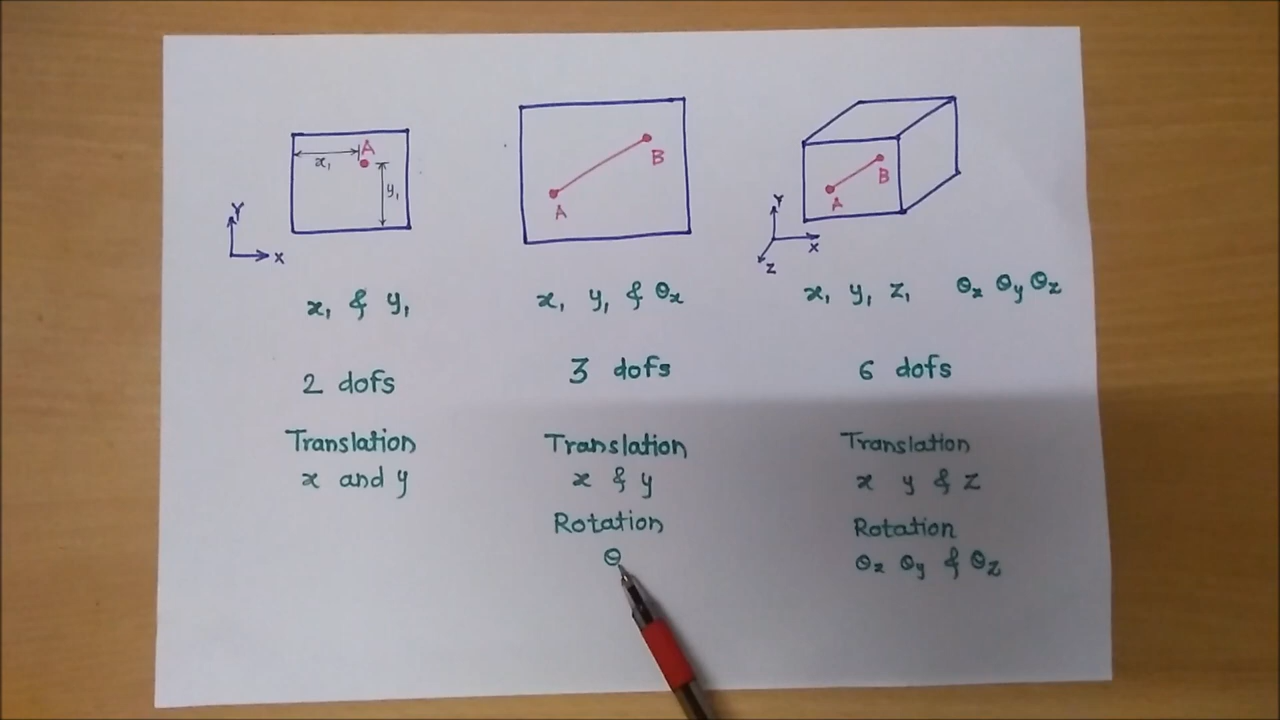 A
x₁
y₁
Y
X
x₁ & y₁
2 dofs
Translation
x and y
B
A
x₁ y₁ & θx
3 dofs
Translation
x & y
Rotation
θ
B
A
Y
X
Z
x₁ y₁ z₁ θx θy θz
6 dofs
Translation
x y & z
Rotation
θx θy & θz